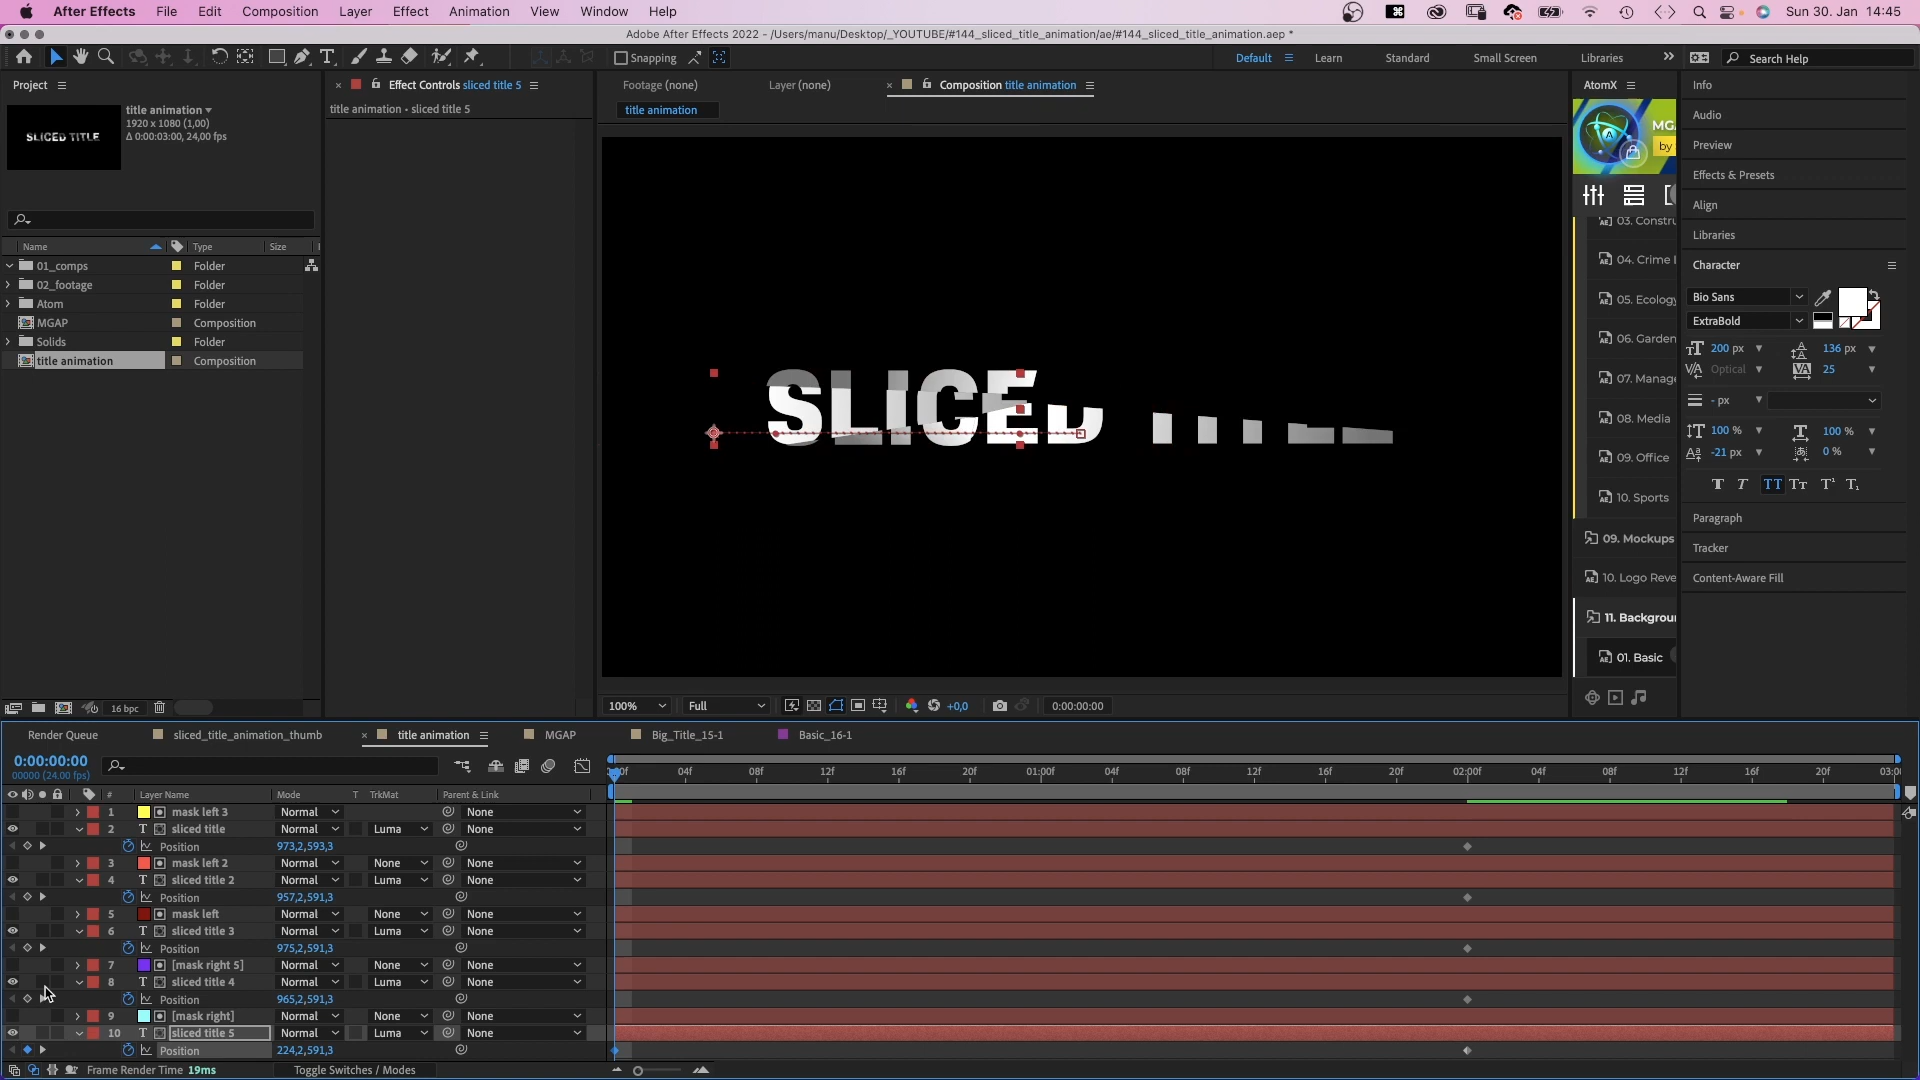 After Effects File Edit Composition Layer Effect Animation View Window Help Sun 30. Jan 14:45
Adobe After Effects 2022 - /Users/manu/Desktop/_YOUTUBE/#144_sliced_title_animation/ae/#144_sliced_title_animation.aep *
Snapping Default Learn Standard Small Screen Libraries Search Help
Project
title animation
1920 x 1080 (1,00)
Δ 0:00:03:00, 24,00 fps
SLICED TITLE
Name Type Size
01_comps Folder
02_footage Folder
Atom Folder
MGAP Composition
Solids Folder
title animation Composition
16 bpc
Effect Controls sliced title 5
title animation • sliced title 5
Footage (none) Layer (none) Composition title animation
title animation
SLICED TITLE
100% Full +0,0 0:00:00:00
AtomX
MG
by
03. Constru
04. Crime
05. Ecology
06. Garden
07. Manage
08. Media
09. Office
10. Sports
09. Mockups
10. Logo Reve
11. Backgrou
01. Basic
Info
Audio
Preview
Effects & Presets
Align
Libraries
Character
Bio Sans
ExtraBold
200 px 136 px
Optical 25
- px
100 % 100 %
-21 px 0 %
T T TT Tt T¹ T₁
Paragraph
Tracker
Content-Aware Fill
Render Queue sliced_title_animation_thumb title animation MGAP Big_Title_15-1 Basic_16-1
0:00:00:00
00000 (24.00 fps)
04f 08f 12f 16f 20f 01:00f 04f 08f 12f 16f 20f 02:00f 04f 08f 12f 16f 20f
# Layer Name Mode T TrkMat Parent & Link
1 mask left 3 Normal None
2 T sliced title Normal Luma None
Position 973,2,593,3
3 mask left 2 Normal None None
4 T sliced title 2 Normal Luma None
Position 957,2,591,3
5 mask left Normal None None
6 T sliced title 3 Normal Luma None
Position 975,2,591,3
7 [mask right 5] Normal None None
8 T sliced title 4 Normal Luma None
Position 965,2,591,3
9 [mask right] Normal None None
10 T sliced title 5 Normal Luma None
Position 224,2,591,3
Frame Render Time 19ms Toggle Switches / Modes